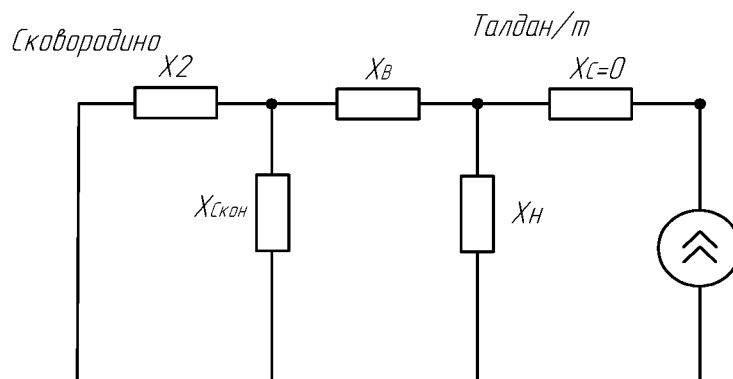 Сковородино
Талдан/т
X2
XВ
XС=0
XСкон
XН